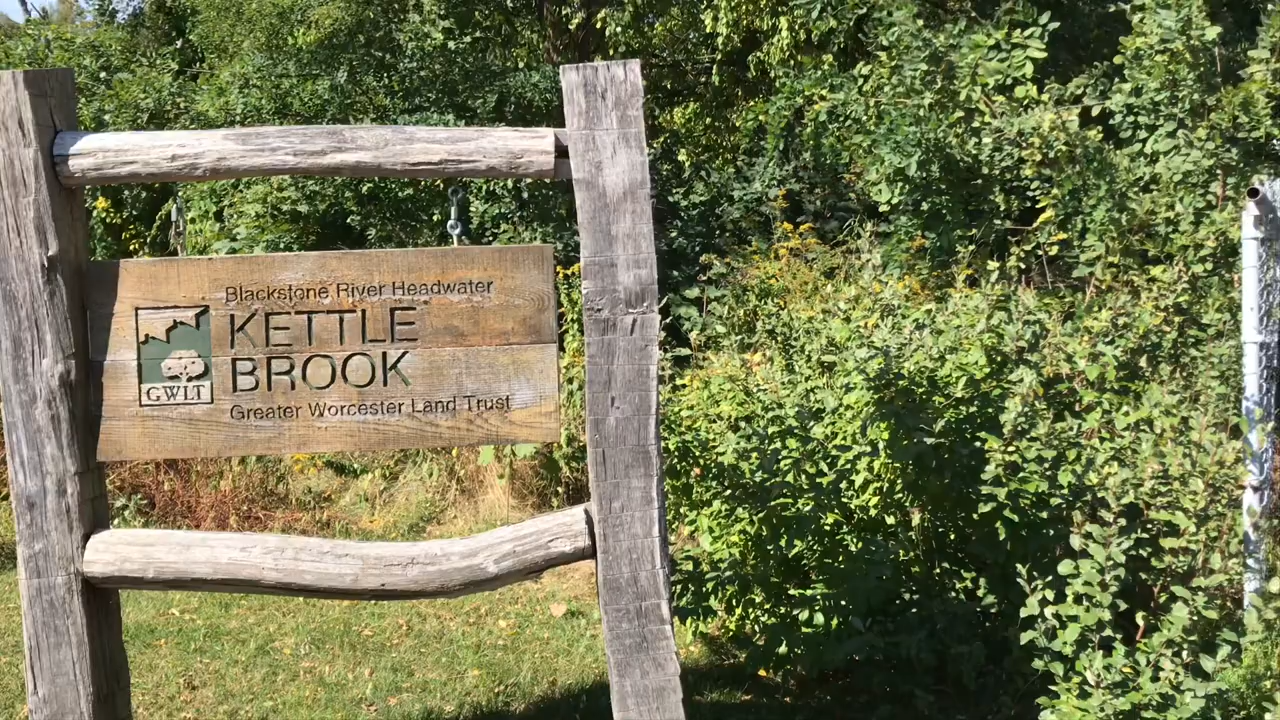 Blackstone River Headwater
KETTLE
BROOK
GWLT
Greater Worcester Land Trust